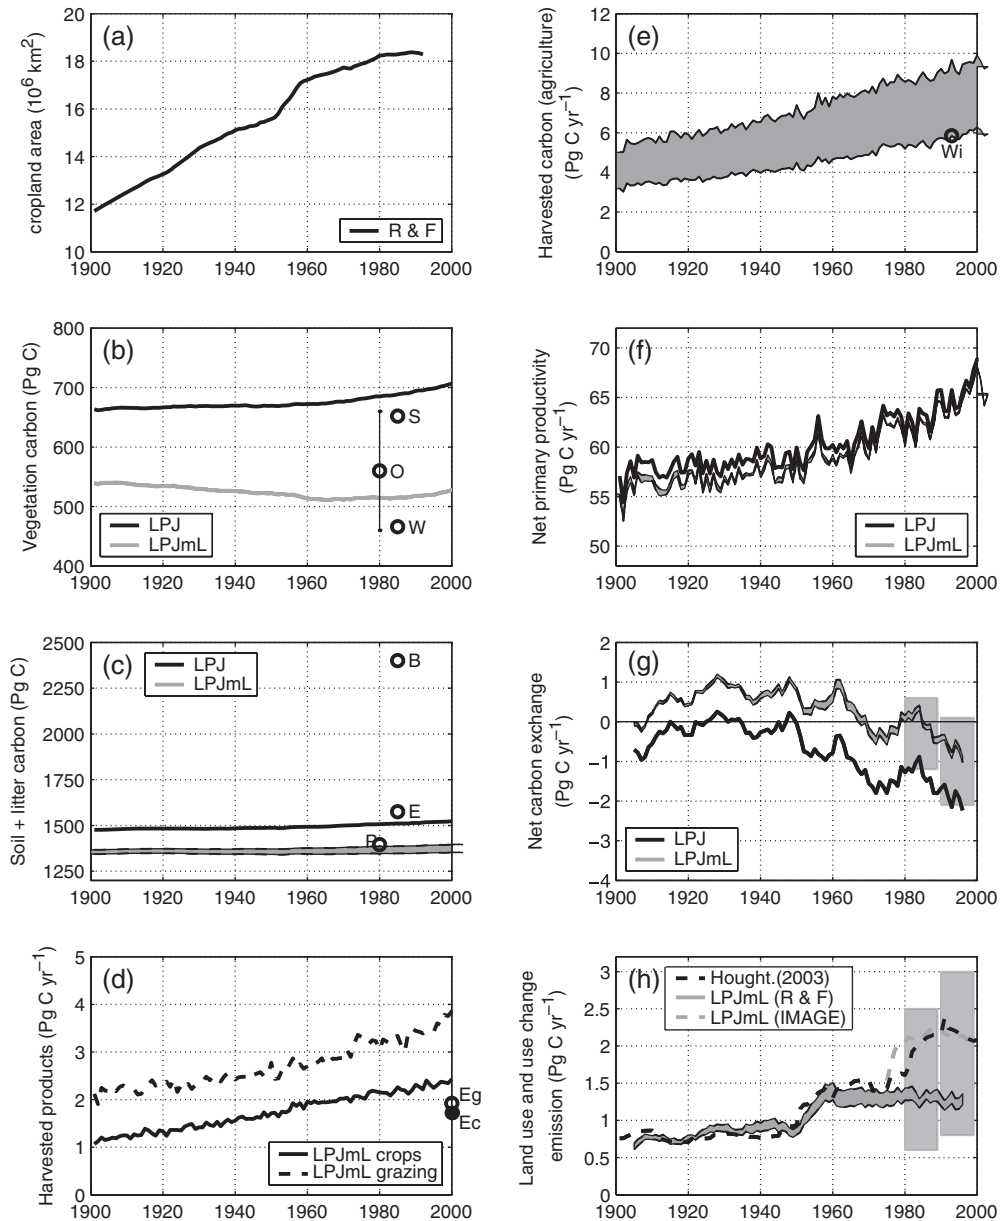 (a)
cropland area (10⁶ km²)
20
18
16
14
12
10
R & F
1900 1920 1940 1960 1980 2000
(e)
Harvested carbon (agriculture)
(Pg C yr⁻¹)
12
10
8
6
4
2
0
Wi
1900 1920 1940 1960 1980 2000
(b)
Vegetation carbon (Pg C)
800
700
600
500
400
S
O
W
LPJ
LPJmL
1900 1920 1940 1960 1980 2000
(f)
Net primary productivity
(Pg C yr⁻¹)
70
65
60
55
50
LPJ
LPJmL
1900 1920 1940 1960 1980 2000
(c)
Soil + litter carbon (Pg C)
2500
2250
2000
1750
1500
1250
LPJ
LPJmL
B
E
P
1900 1920 1940 1960 1980 2000
(g)
Net carbon exchange
(Pg C yr⁻¹)
2
1
0
−1
−2
−3
−4
LPJ
LPJmL
1900 1920 1940 1960 1980 2000
(d)
Harvested products (Pg C yr⁻¹)
5
4
3
2
1
0
Eg
Ec
LPJmL crops
LPJmL grazing
1900 1920 1940 1960 1980 2000
(h)
Land use and use change
emission (Pg C yr⁻¹)
3
2.5
2
1.5
1
0.5
0
Hought.(2003)
LPJmL (R & F)
LPJmL (IMAGE)
1900 1920 1940 1960 1980 2000